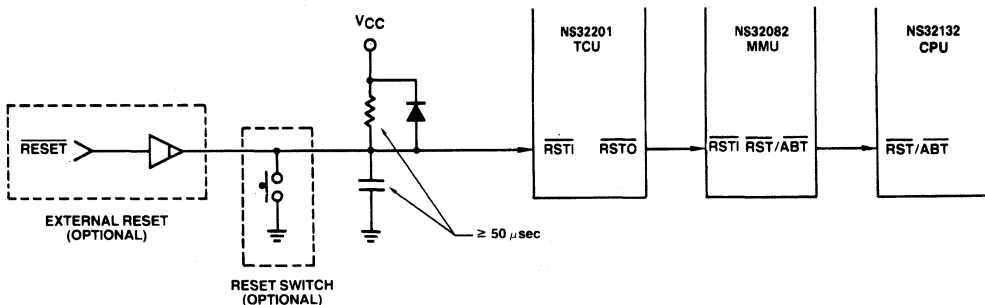 VCC
NS32201
TCU
NS32082
MMU
NS32132
CPU
RESET
RSTI
RSTO
RSTI RST/ABT
RST/ABT
EXTERNAL RESET
(OPTIONAL)
≥ 50 μsec
RESET SWITCH
(OPTIONAL)